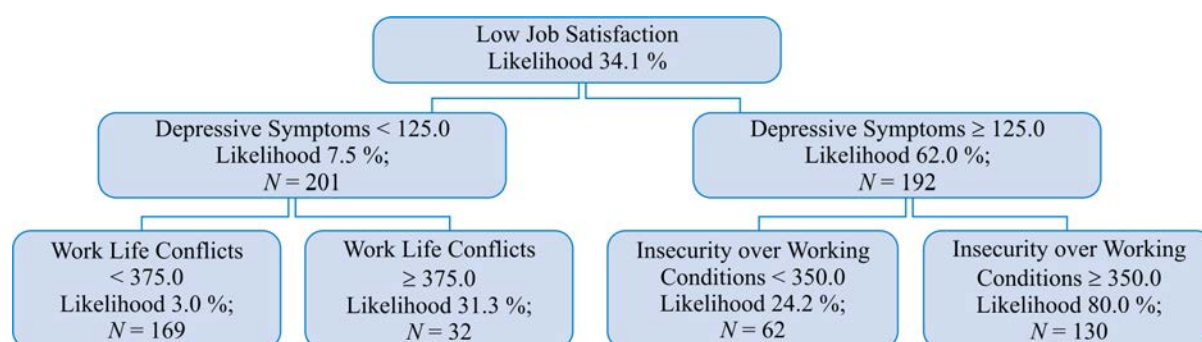 Low Job Satisfaction
Likelihood 34.1 %
Depressive Symptoms < 125.0
Likelihood 7.5 %;
N = 201
Depressive Symptoms ≥ 125.0
Likelihood 62.0 %;
N = 192
Work Life Conflicts
< 375.0
Likelihood 3.0 %;
N = 169
Work Life Conflicts
≥ 375.0
Likelihood 31.3 %;
N = 32
Insecurity over Working
Conditions < 350.0
Likelihood 24.2 %;
N = 62
Insecurity over Working
Conditions ≥ 350.0
Likelihood 80.0 %;
N = 130